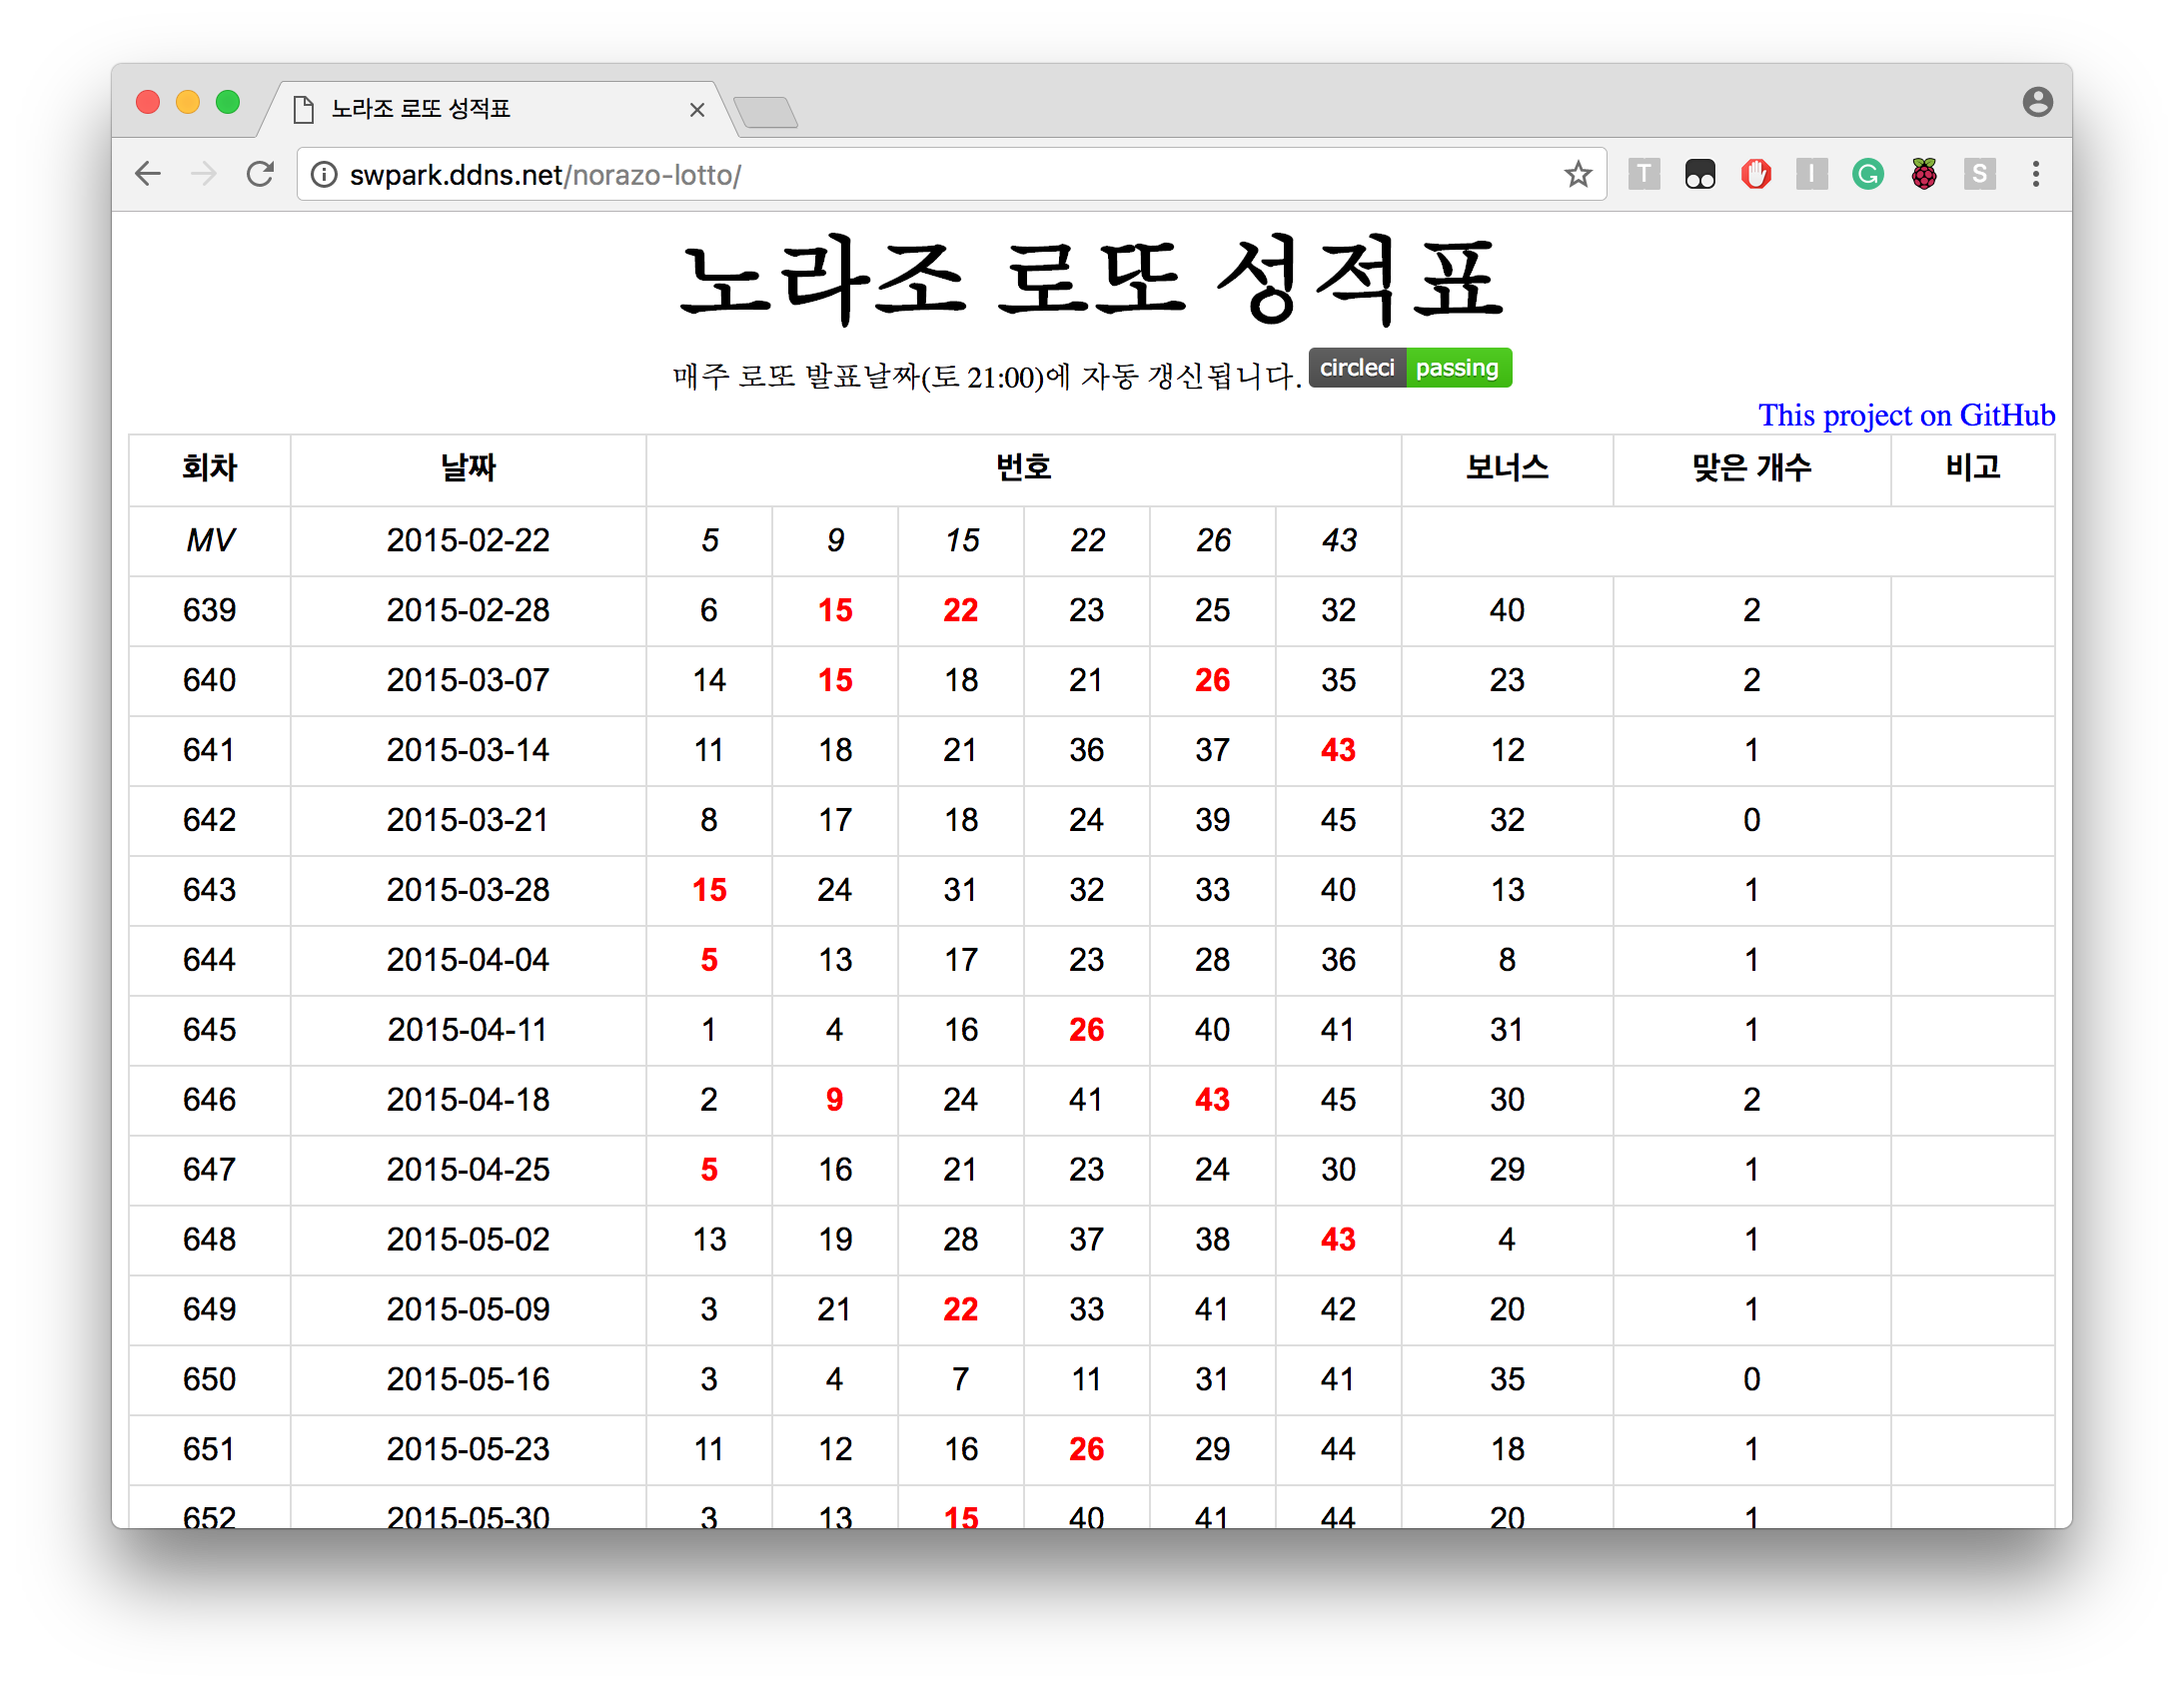 노라조 로또 성적표
swpark.ddns.net/norazo-lotto/
T I G S
노라조 로또 성적표
매주 로또 발표날짜(토 21:00)에 자동 갱신됩니다. circleci passing
This project on GitHub
회차 날짜 번호 보너스 맞은 개수 비고
MV 2015-02-22 5 9 15 22 26 43
639 2015-02-28 6 15 22 23 25 32 40 2
640 2015-03-07 14 15 18 21 26 35 23 2
641 2015-03-14 11 18 21 36 37 43 12 1
642 2015-03-21 8 17 18 24 39 45 32 0
643 2015-03-28 15 24 31 32 33 40 13 1
644 2015-04-04 5 13 17 23 28 36 8 1
645 2015-04-11 1 4 16 26 40 41 31 1
646 2015-04-18 2 9 24 41 43 45 30 2
647 2015-04-25 5 16 21 23 24 30 29 1
648 2015-05-02 13 19 28 37 38 43 4 1
649 2015-05-09 3 21 22 33 41 42 20 1
650 2015-05-16 3 4 7 11 31 41 35 0
651 2015-05-23 11 12 16 26 29 44 18 1
652 2015-05-30 3 13 15 40 41 44 20 1